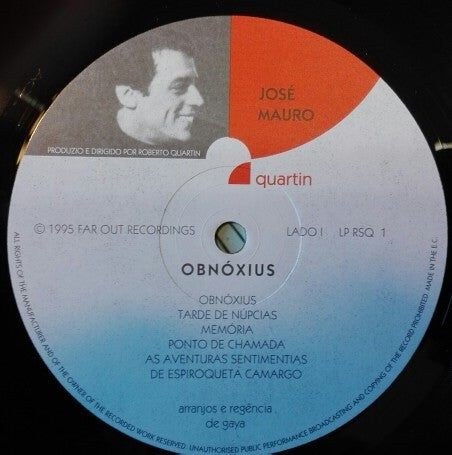 JOSÉ
MAURO
PRODUZIO E DIRIGIDO POR ROBERTO QUARTIN
quartin
© 1995 FAR OUT RECORDINGS
LADO I LP RSQ 1
OBNÓXIUS
OBNÓXIUS
TARDE DE NÚPCIAS
MEMÓRIA
PONTO DE CHAMADA
AS AVENTURAS SENTIMENTIAS
DE ESPIROQUETA CAMARGO
arranjos e regência
de gaya
ALL RIGHTS OF THE MANUFACTURER AND OF THE OWNER OF THE RECORDED WORK RESERVED. UNAUTHORISED PUBLIC PERFORMANCE BROADCASTING AND COPYING OF THE RECORD PROHIBITED. MADE IN THE E.C.